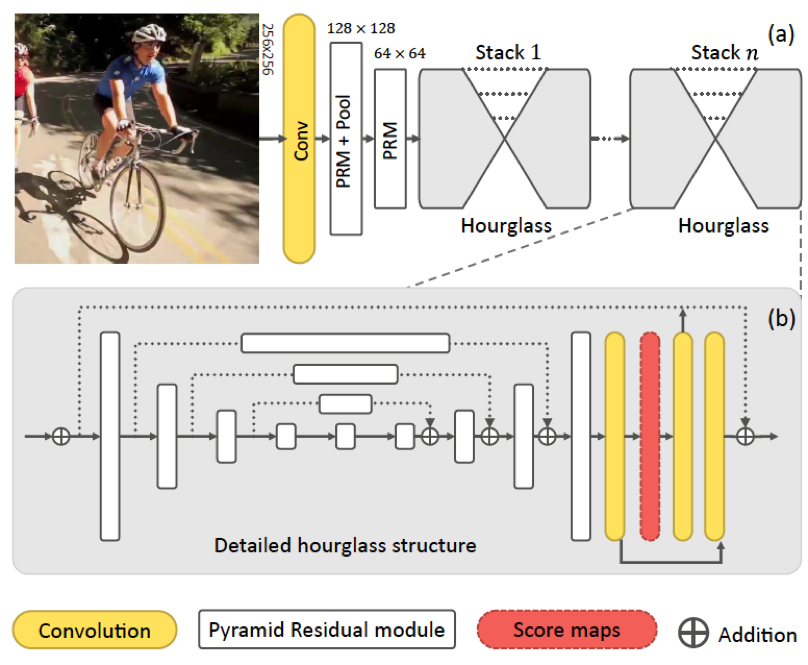 (a)
256x256
128 × 128
64 × 64
Stack 1
Stack n
Conv
PRM + Pool
PRM
Hourglass
Hourglass
(b)
Detailed hourglass structure
Convolution
Pyramid Residual module
Score maps
Addition